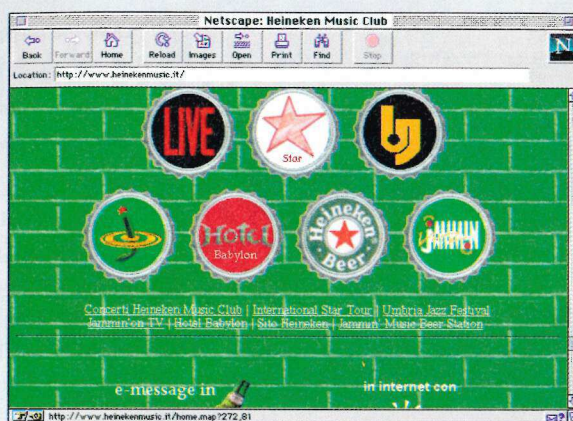 Netscape: Heineken Music Club
Back Forward Home Reload Images Open Print Find Stop
N
Location: http://www.heinekenmusic.it/
LIVE
Star
Hotel
Babylon
Heineken
Beer
JAMMIN
Concerti Heineken Music Club | International Star Tour | Umbria Jazz Festival
Jammin'on TV | Hotel Babylon | Sito Heineken | Jammin' Music Beer Station
e-message in
in internet con
http://www.heinekenmusic.it/home.map?272,81